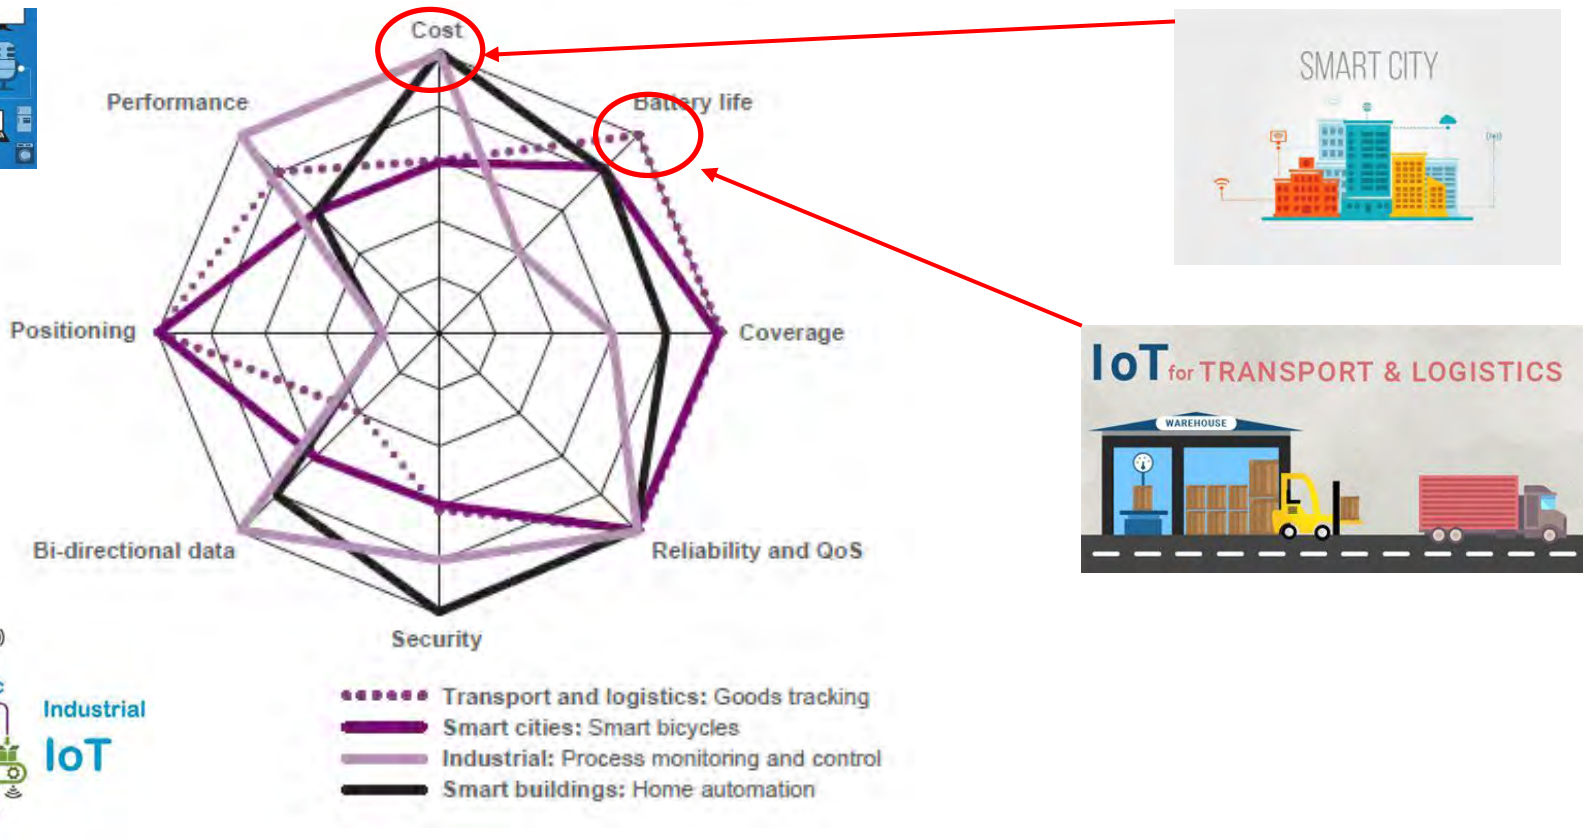 Cost
SMART CITY
Performance
Battery life
Positioning
Coverage
IoT for TRANSPORT & LOGISTICS
WAREHOUSE
Bi-directional data
Reliability and QoS
Security
Industrial
IoT
Transport and logistics: Goods tracking
Smart cities: Smart bicycles
Industrial: Process monitoring and control
Smart buildings: Home automation